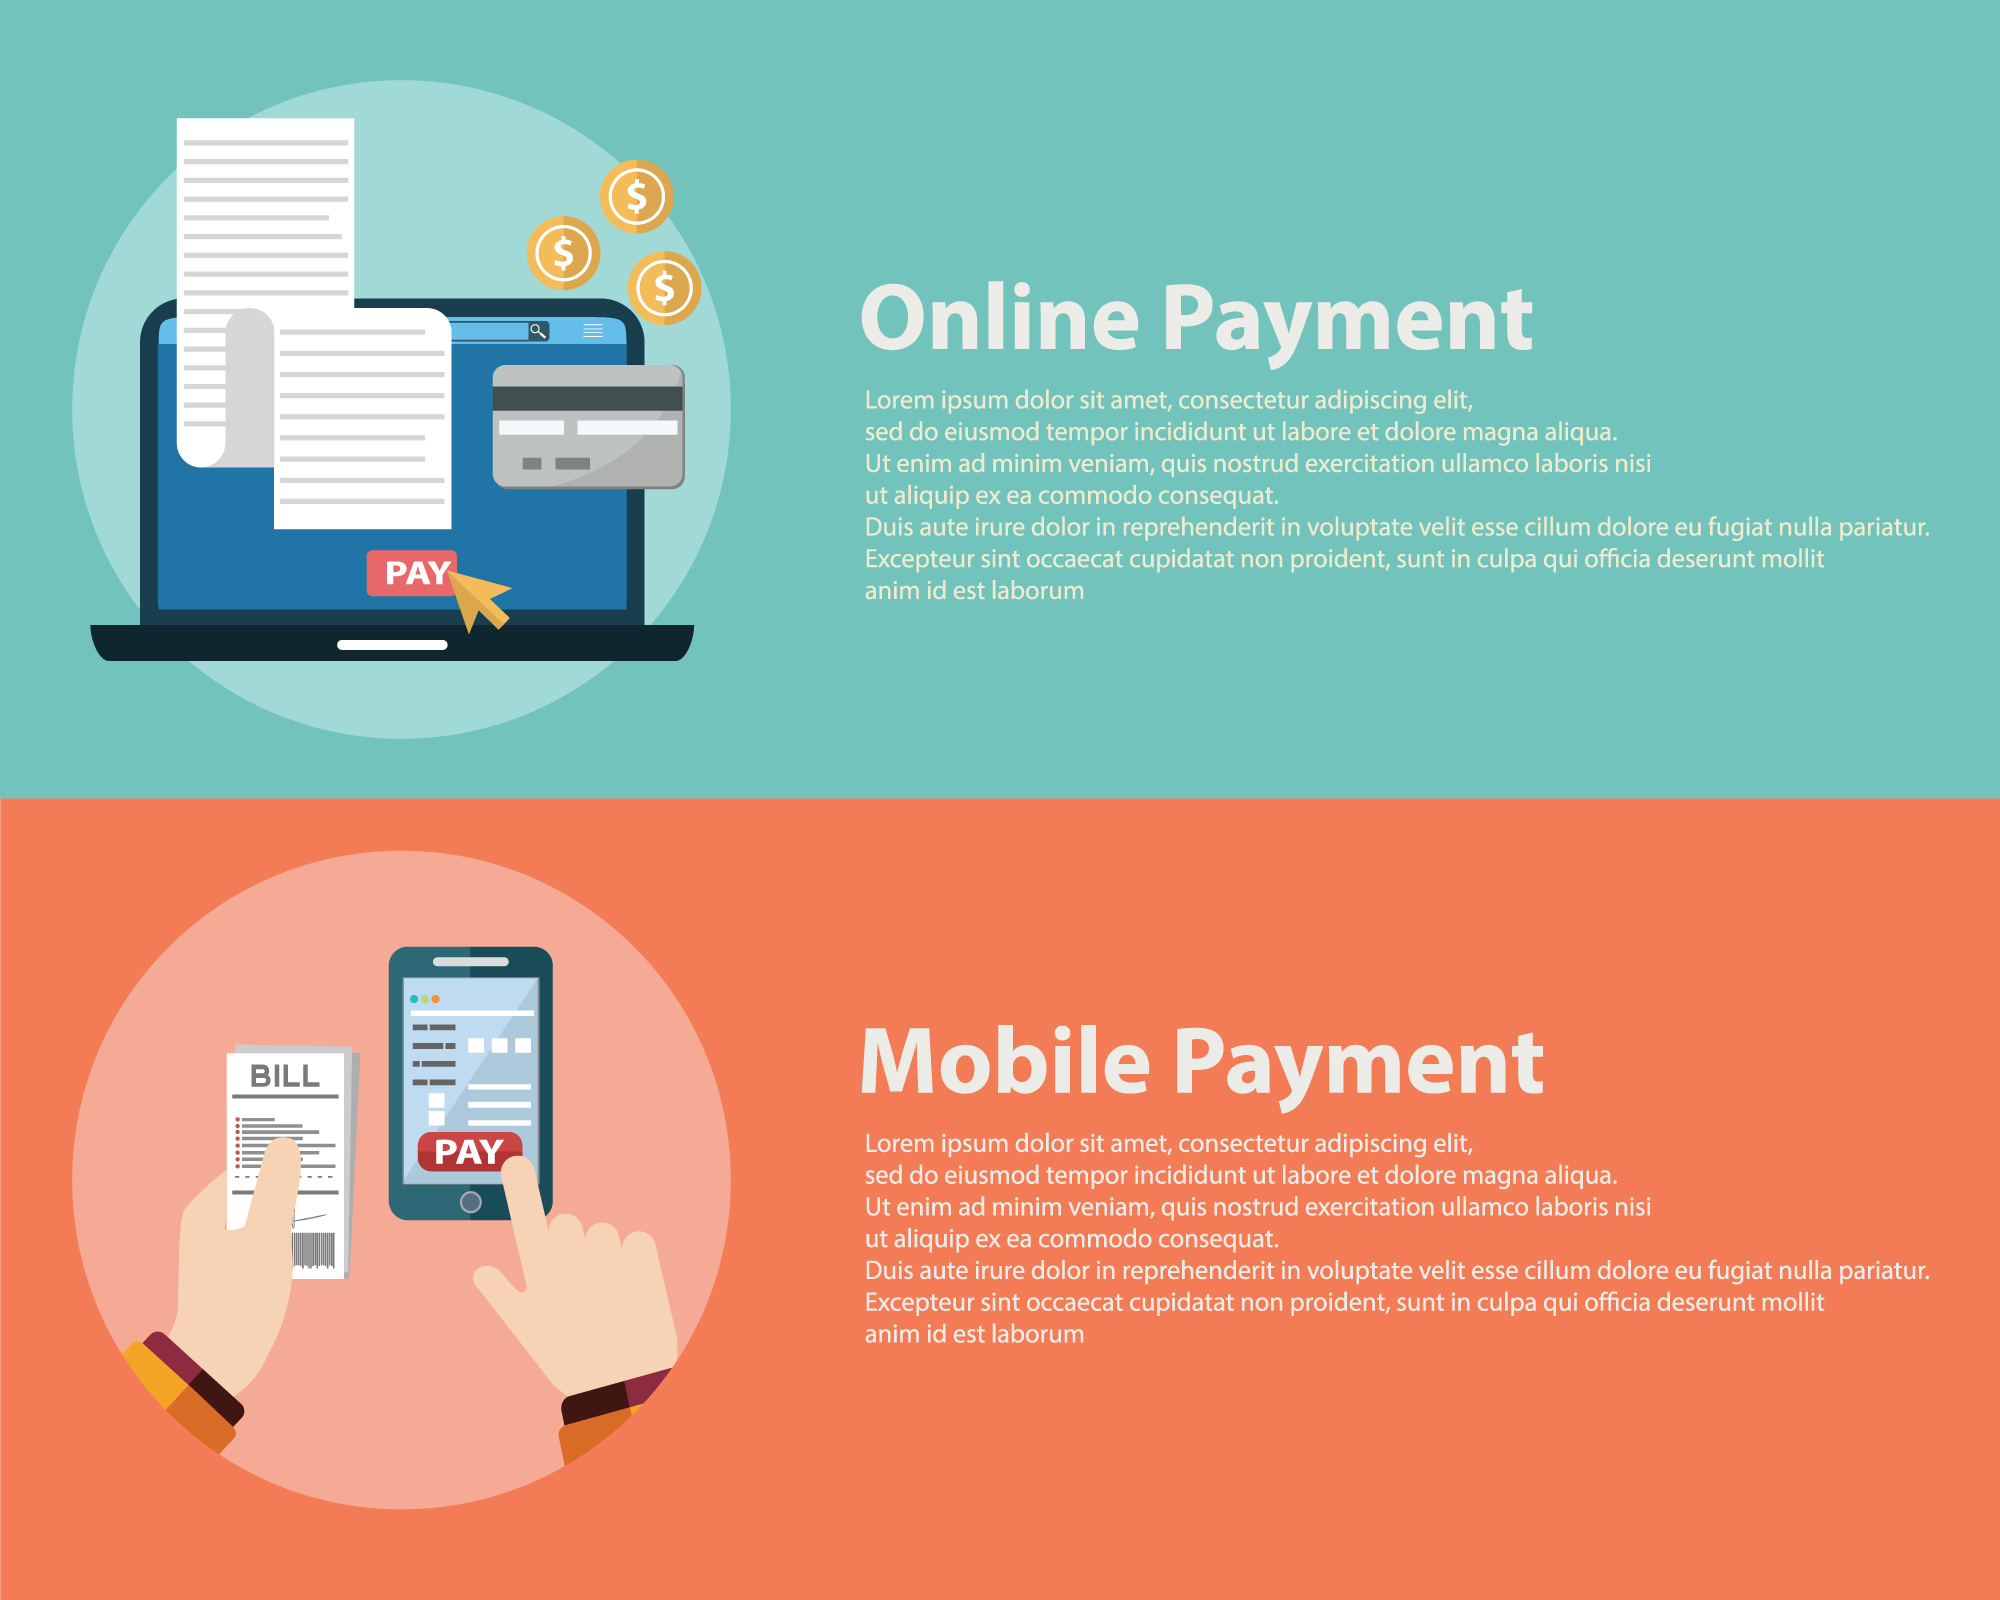 $
$
$
PAY
Online Payment
Lorem ipsum dolor sit amet, consectetur adipiscing elit,
sed do eiusmod tempor incididunt ut labore et dolore magna aliqua.
Ut enim ad minim veniam, quis nostrud exercitation ullamco laboris nisi
ut aliquip ex ea commodo consequat.
Duis aute irure dolor in reprehenderit in voluptate velit esse cillum dolore eu fugiat nulla pariatur.
Excepteur sint occaecat cupidatat non proident, sunt in culpa qui officia deserunt mollit
anim id est laborum
BILL
PAY
Mobile Payment
Lorem ipsum dolor sit amet, consectetur adipiscing elit,
sed do eiusmod tempor incididunt ut labore et dolore magna aliqua.
Ut enim ad minim veniam, quis nostrud exercitation ullamco laboris nisi
ut aliquip ex ea commodo consequat.
Duis aute irure dolor in reprehenderit in voluptate velit esse cillum dolore eu fugiat nulla pariatur.
Excepteur sint occaecat cupidatat non proident, sunt in culpa qui officia deserunt mollit
anim id est laborum